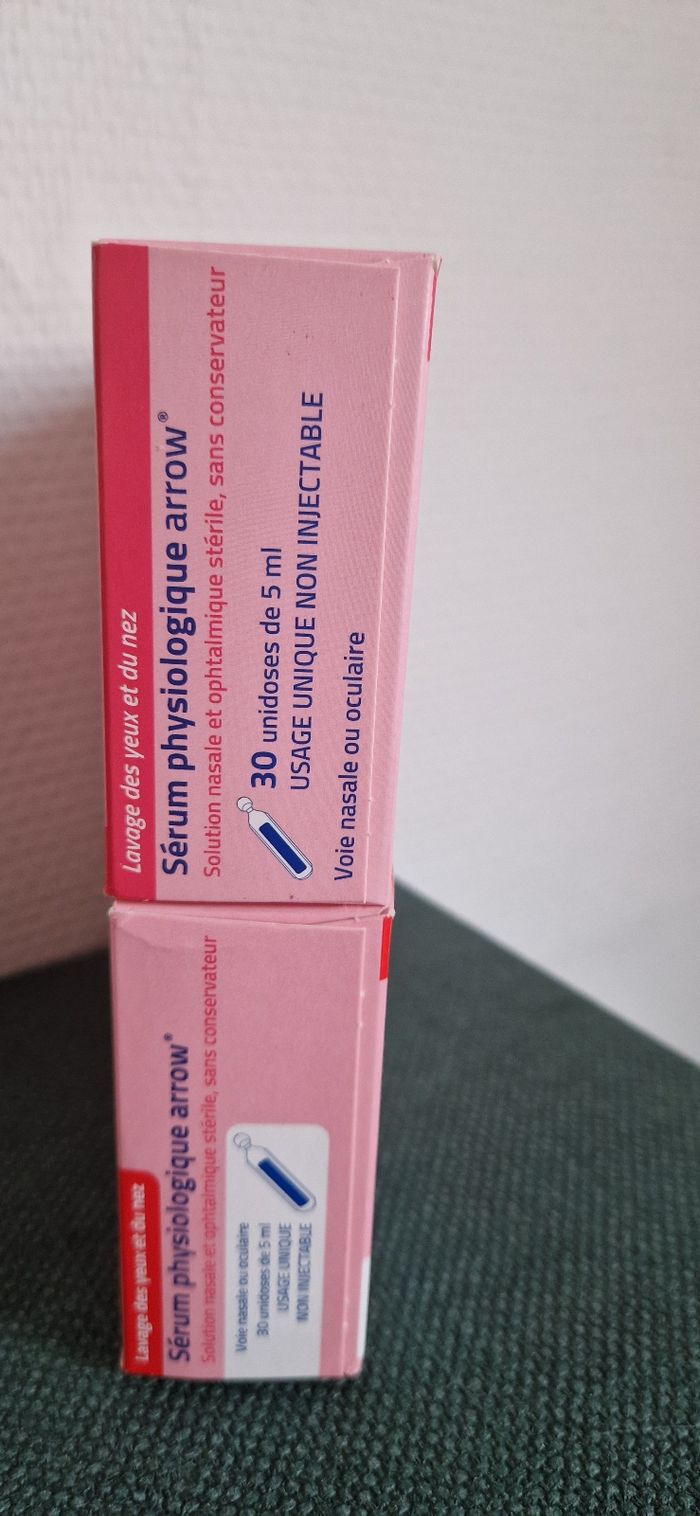 Lavage des yeux et du nez
Sérum physiologique arrow®
Solution nasale et ophtalmique stérile, sans conservateur
30 unidoses de 5 ml
USAGE UNIQUE NON INJECTABLE
Voie nasale ou oculaire
Lavage des yeux et du nez
Sérum physiologique arrow®
Solution nasale et ophtalmique stérile, sans conservateur
Voie nasale ou oculaire
30 unidoses de 5 ml
USAGE UNIQUE
NON INJECTABLE